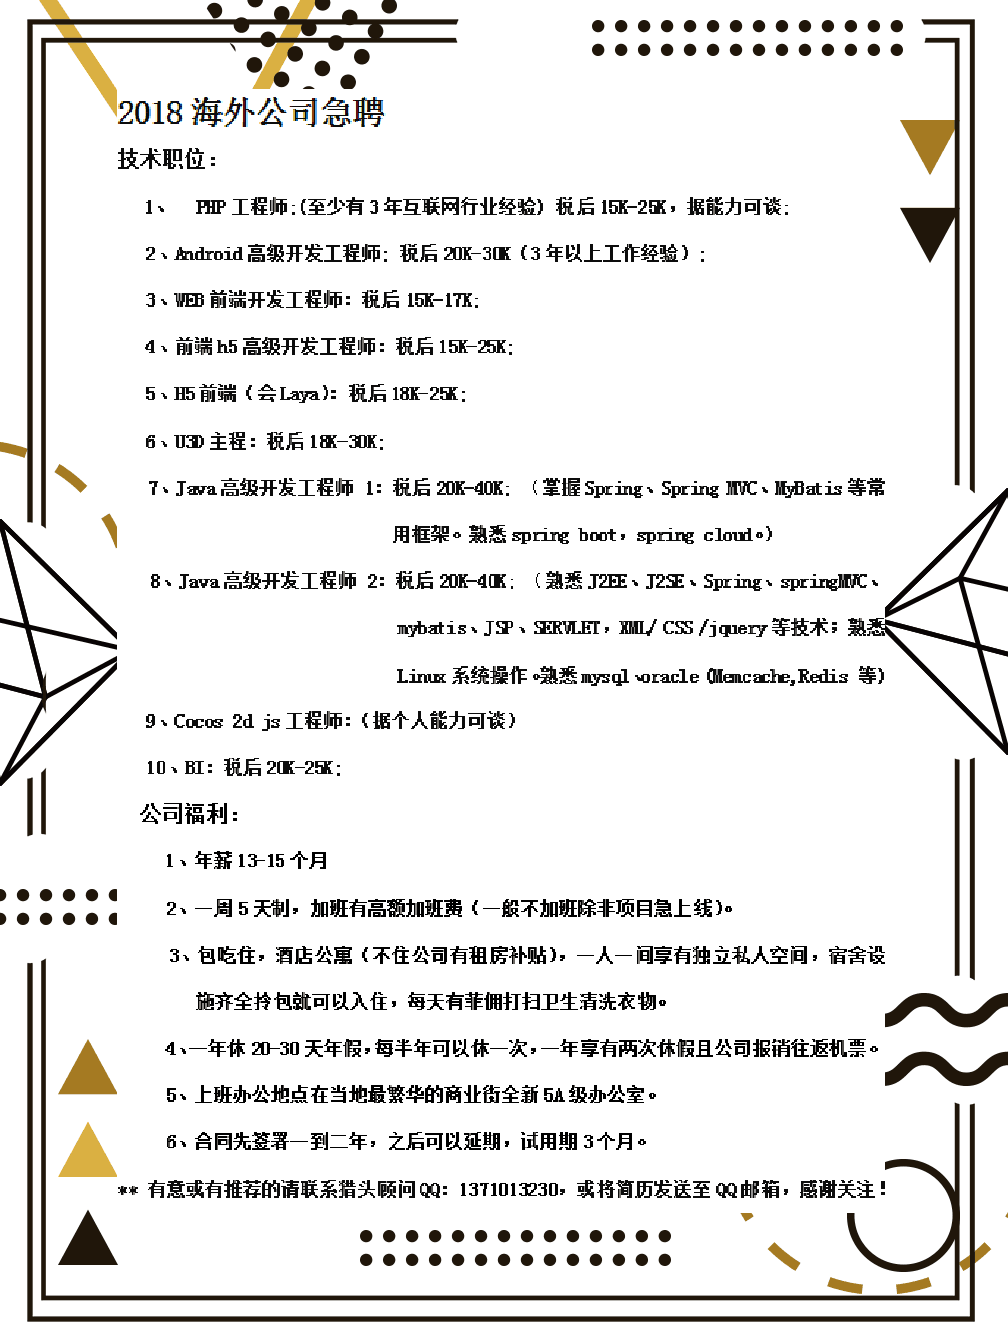 2018 海外公司急聘
技术职位：
1、 PHP 工程师:(至少有 3 年互联网行业经验) 税后 15K-25K，据能力可谈;
2、Android 高级开发工程师: 税后 20K-30K（3 年以上工作经验）;
3、WEB 前端开发工程师：税后 15K-17K;
4、前端 h5 高级开发工程师：税后 15K-25K;
5、H5 前端（会 Laya）：税后 18K-25K;
6、U3D 主程：税后 18K-30K;
7、Java 高级开发工程师 1：税后 20K-40K;（掌握 Spring、Spring MVC、MyBatis 等常
用框架。熟悉 spring boot，spring cloud。）
8、Java 高级开发工程师 2：税后 20K-40K;（熟悉 J2EE、J2SE、Spring、springMVC、
mybatis、JSP、SERVLET，XML/ CSS /jquery 等技术；熟悉
Linux 系统操作。熟悉 mysql、oracle (Memcache,Redis 等)
9、Cocos 2d js 工程师：（据个人能力可谈）
10、BI：税后 20K-25K;
公司福利：
1、年薪 13-15 个月
2、一周 5 天制，加班有高额加班费（一般不加班除非项目急上线）。
3、包吃住，酒店公寓（不住公司有租房补贴），一人一间享有独立私人空间，宿舍设
施齐全拎包就可以入住，每天有菲佣打扫卫生清洗衣物。
4、一年休 20-30 天年假，每半年可以休一次，一年享有两次休假且公司报销往返机票。
5、上班办公地点在当地最繁华的商业街全新 5A 级办公室。
6、合同先签署一到二年，之后可以延期，试用期 3 个月。
** 有意或有推荐的请联系猎头顾问 QQ：1371013230，或将简历发送至 QQ 邮箱，感谢关注！